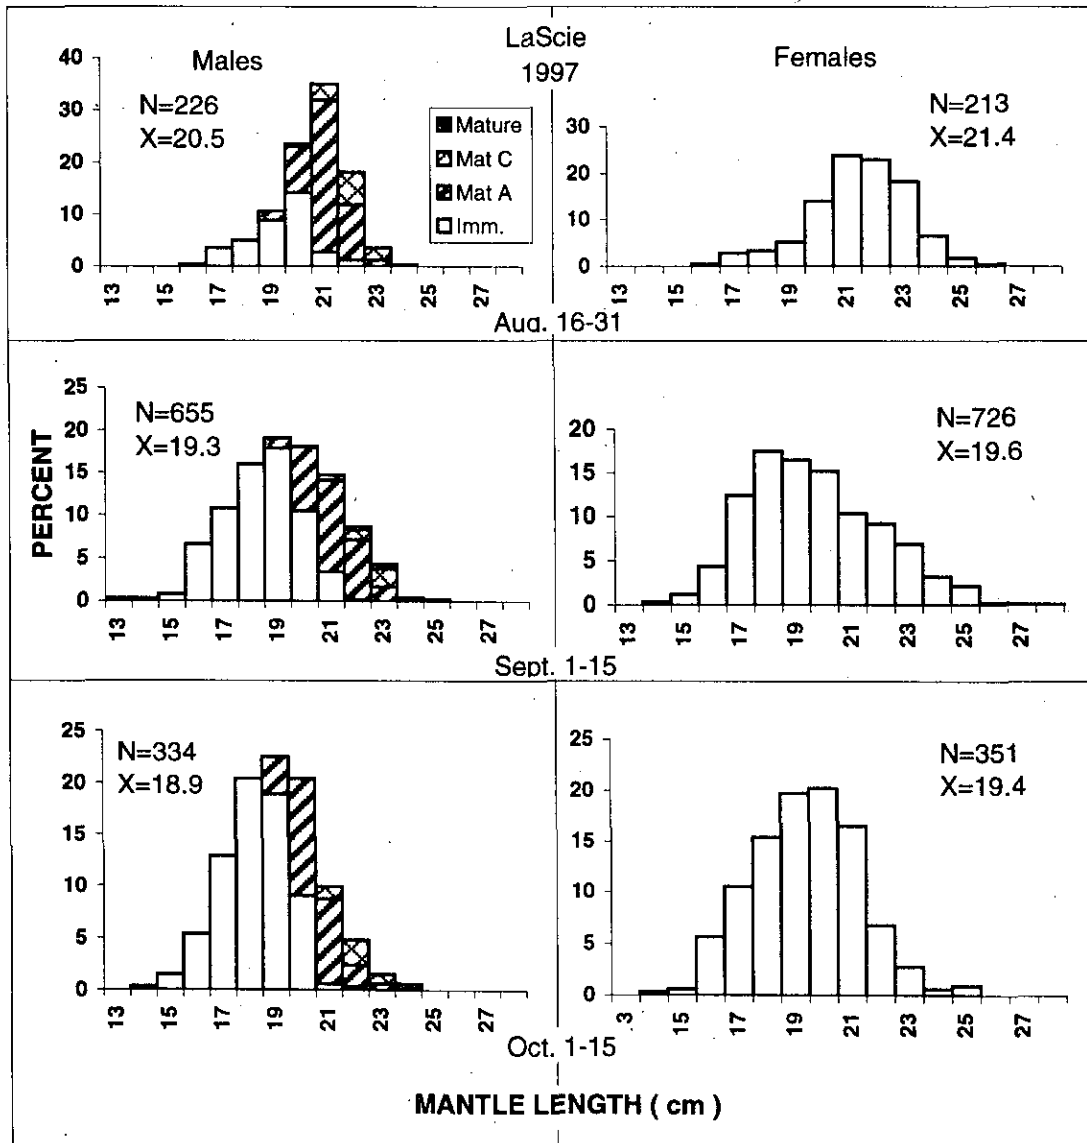 LaScie
1997
Males
Females
N=226
X=20.5
N=213
X=21.4
Mature
Mat C
Mat A
Imm.
40
30
20
10
0
30
20
10
0
13 15 17 19 21 23 25 27
13 15 17 19 21 23 25 27
Aug. 16-31
PERCENT
N=655
X=19.3
N=726
X=19.6
25
20
15
10
5
0
20
15
10
5
0
13 15 17 19 21 23 25 27
13 15 17 19 21 23 25 27
Sept. 1-15
N=334
X=18.9
N=351
X=19.4
25
20
15
10
5
0
25
20
15
10
5
0
13 15 17 19 21 23 25 27
3 15 17 19 21 23 25 27
Oct. 1-15
MANTLE LENGTH ( cm )